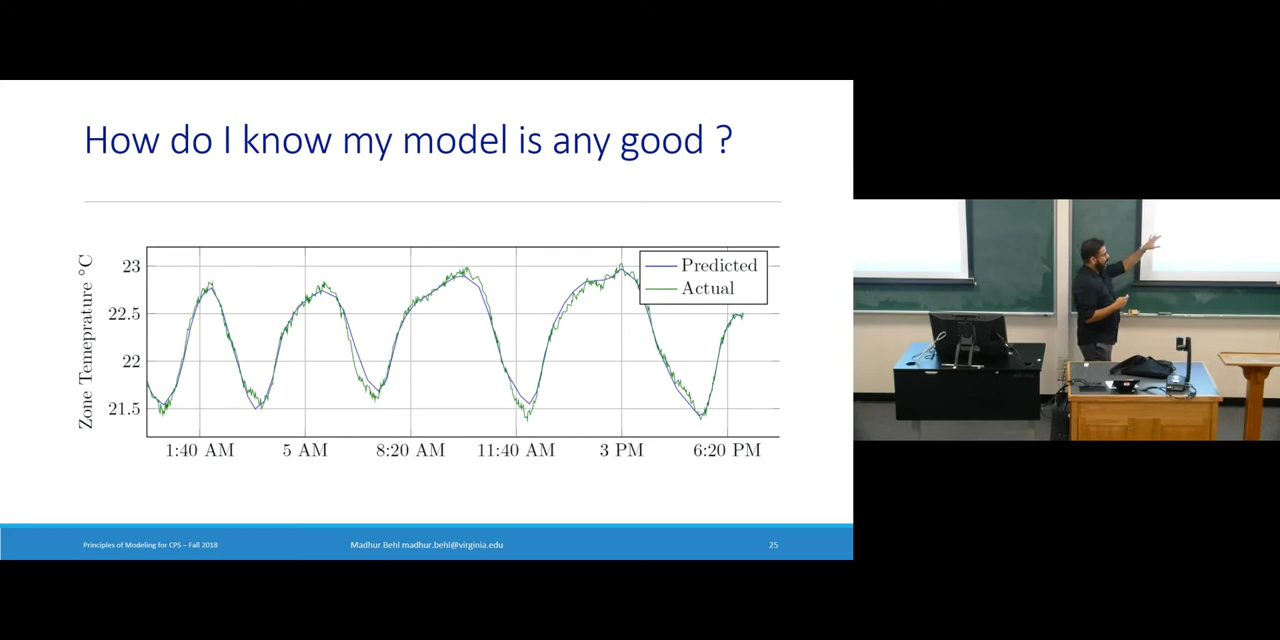 How do I know my model is any good ?
Zone Temeprature °C
23
22.5
22
21.5
Predicted
Actual
1:40 AM 5 AM 8:20 AM 11:40 AM 3 PM 6:20 PM
Principles of Modeling for CPS – Fall 2018 Madhur Behl madhur.behl@virginia.edu 25